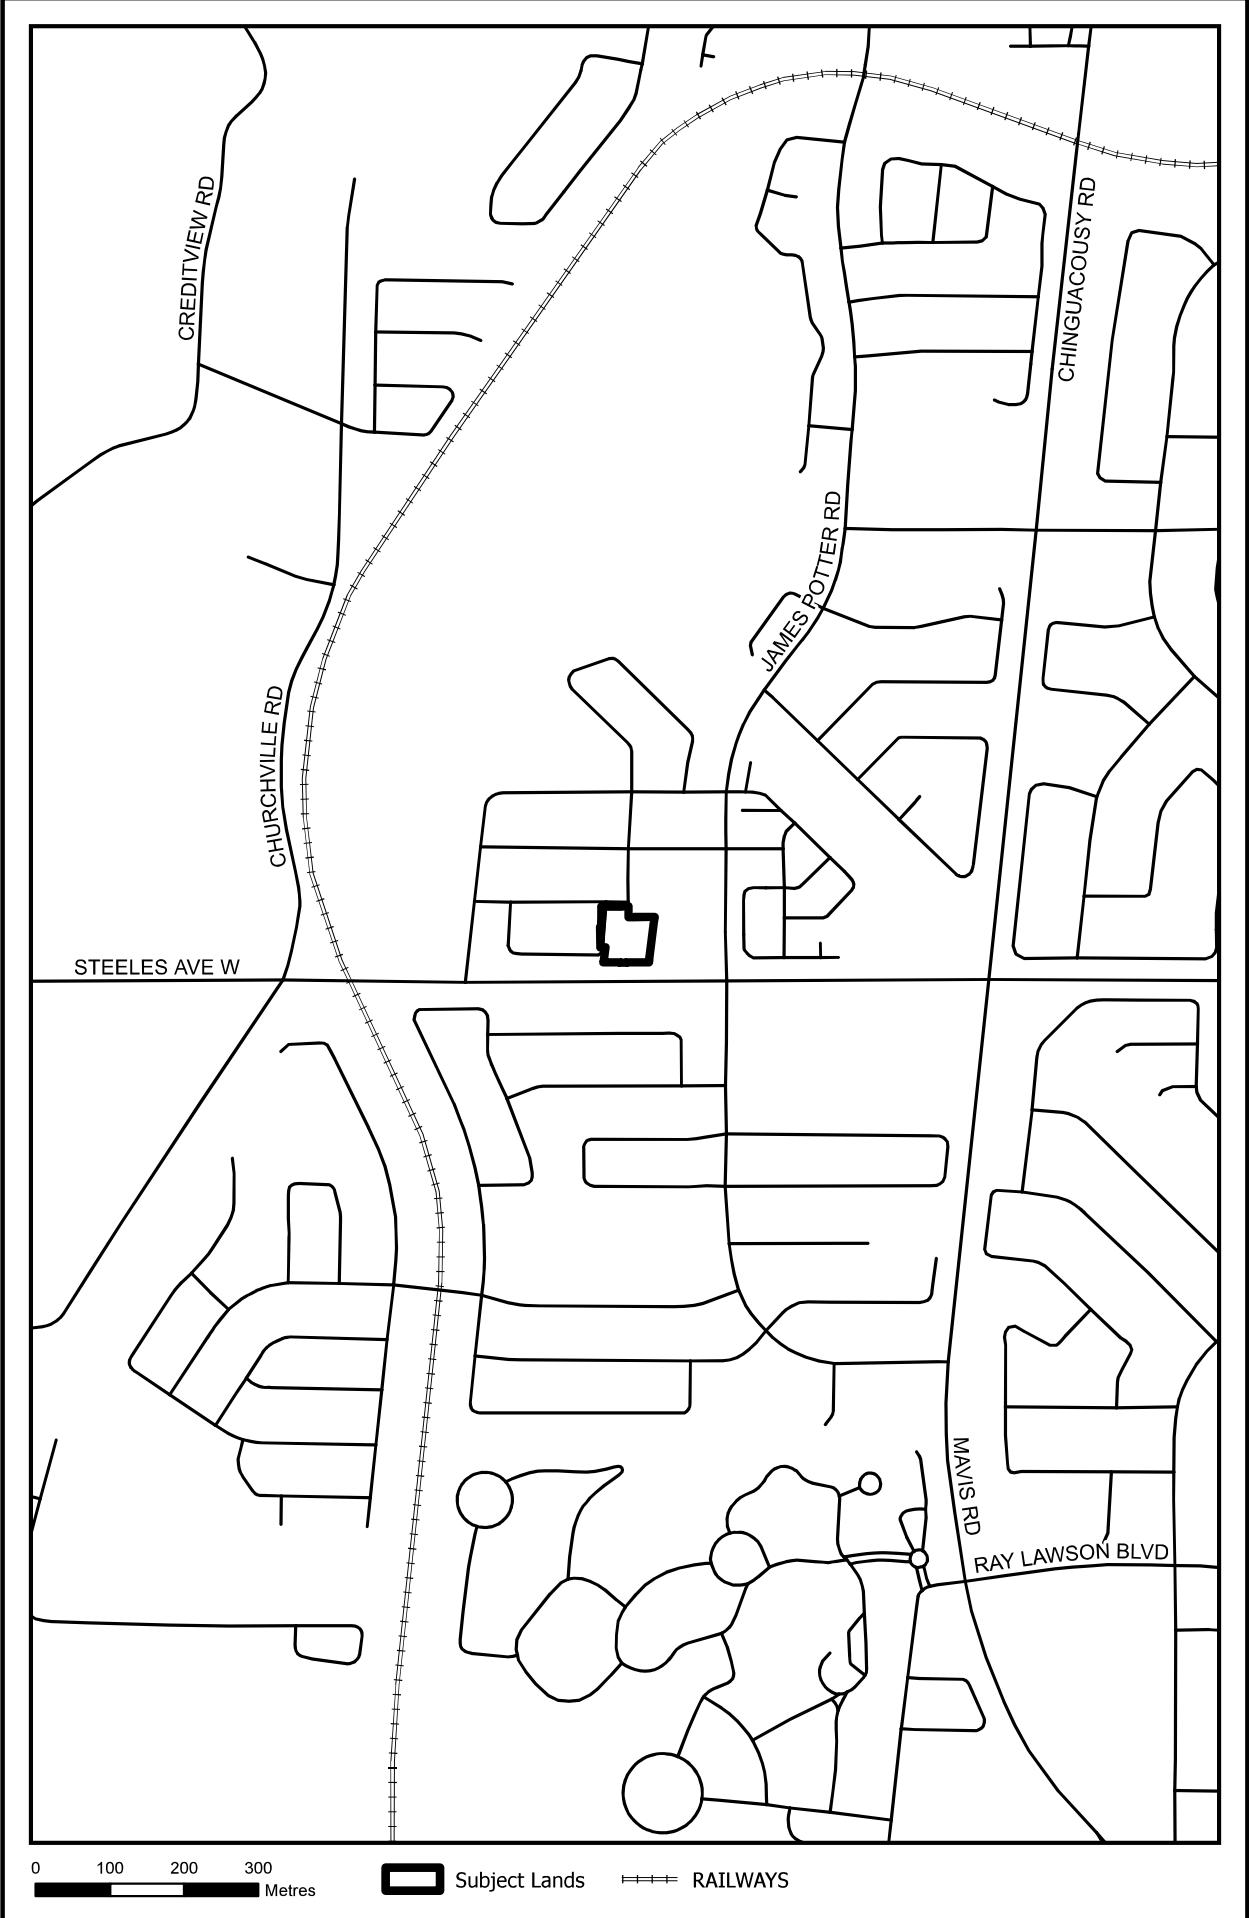 CREDITVIEW RD
CHINGUACOUSY RD
JAMES POTTER RD
CHURCHVILLE RD
STEELES AVE W
MAVIS RD
RAY LAWSON BLVD
0 100 200 300
Metres
Subject Lands
RAILWAYS